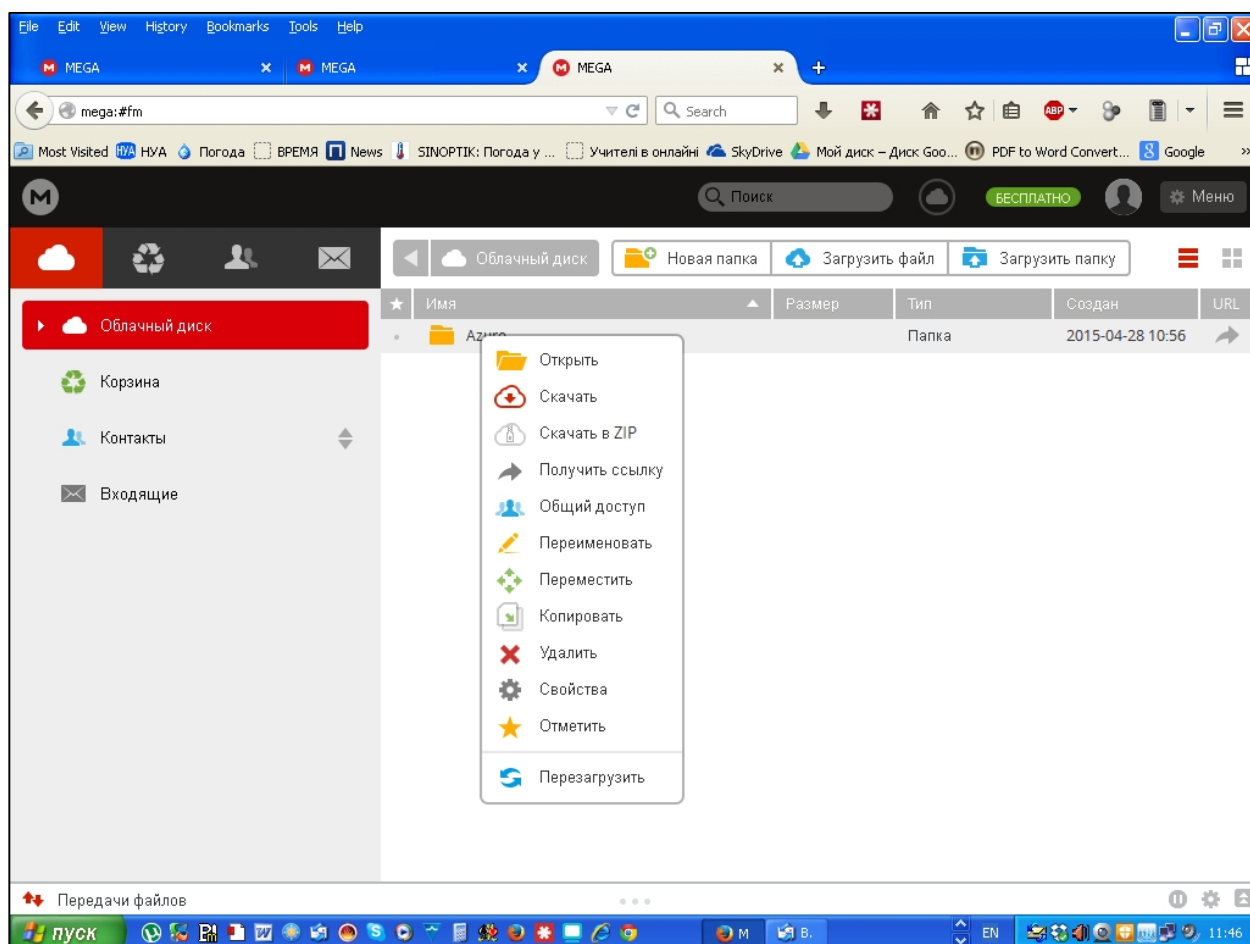 File Edit View History Bookmarks Tools Help
MEGA MEGA MEGA
mega:#fm Search ABP
Most Visited НУА НУА Погода ВРЕМЯ News SINOPTIK: Погода у ... Учителі в онлайні SkyDrive Мой диск – Диск Goo... PDF to Word Convert... Google
M Поиск БЕСПЛАТНО Меню
Облачный диск Новая папка Загрузить файл Загрузить папку
Имя Размер Тип Создан URL
Облачный диск
Azure Папка 2015-04-28 10:56
Открыть
Корзина
Скачать
Скачать в ZIP
Контакты
Получить ссылку
Входящие
Общий доступ
Переименовать
Переместить
Копировать
Удалить
Свойства
Отметить
Перезагрузить
Передачи файлов
пуск M В. EN 11:46